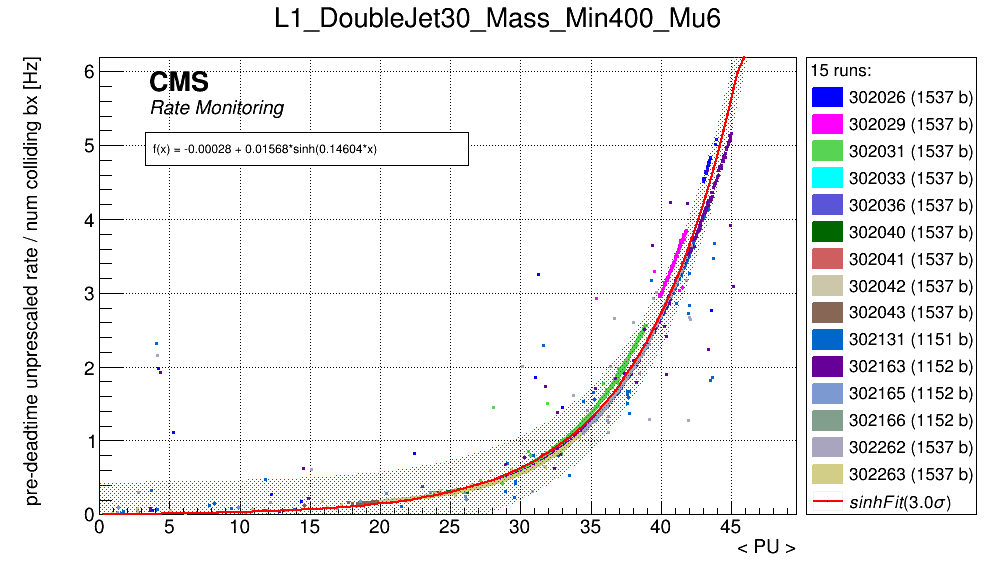 L1_DoubleJet30_Mass_Min400_Mu6
pre-deadtime unprescaled rate / num colliding bx [Hz]
CMS
Rate Monitoring
f(x) = -0.00028 + 0.01568*sinh(0.14604*x)
6
5
4
3
2
1
0
0 5 10 15 20 25 30 35 40 45
< PU >
15 runs:
302026 (1537 b)
302029 (1537 b)
302031 (1537 b)
302033 (1537 b)
302036 (1537 b)
302040 (1537 b)
302041 (1537 b)
302042 (1537 b)
302043 (1537 b)
302131 (1151 b)
302163 (1152 b)
302165 (1152 b)
302166 (1152 b)
302262 (1537 b)
302263 (1537 b)
sinhFit(3.0σ)